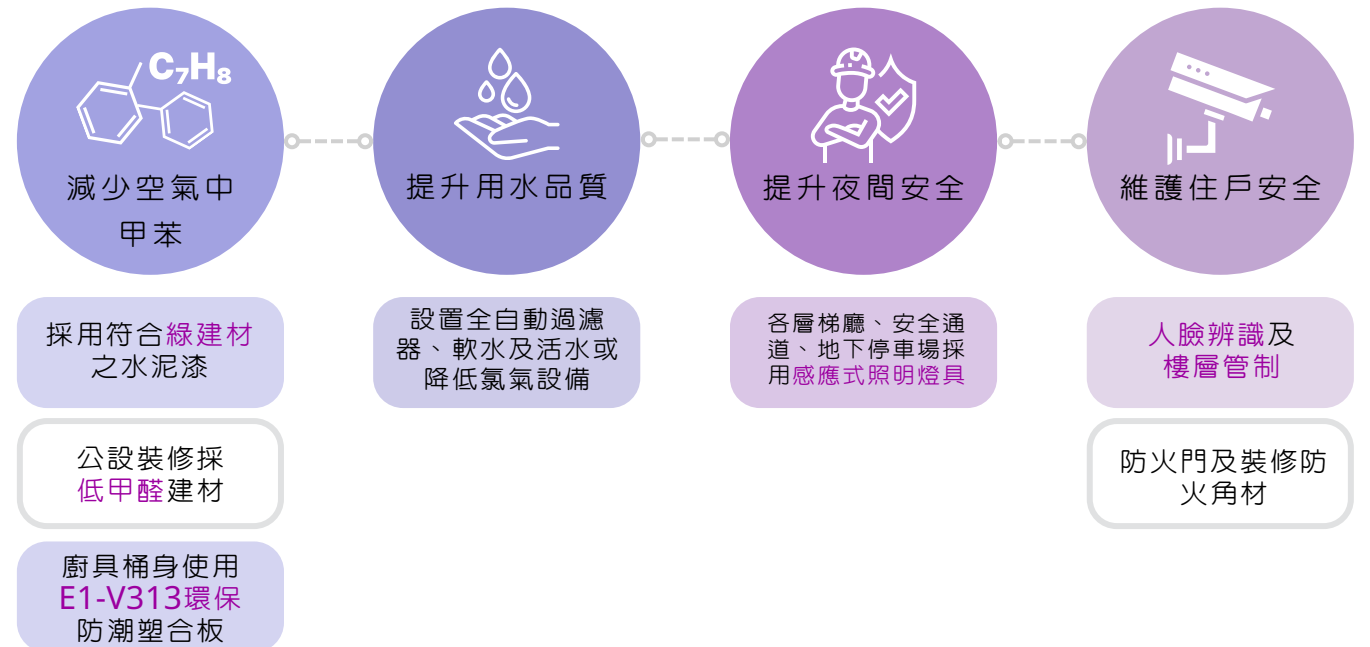 C₇H₈
減少空氣中
甲苯
採用符合綠建材
之水泥漆
公設裝修採
低甲醛建材
廚具桶身使用
E1-V313環保
防潮塑合板
提升用水品質
設置全自動過濾
器、軟水及活水或
降低氯氣設備
提升夜間安全
各層梯廳、安全通
道、地下停車場採
用感應式照明燈具
維護住戶安全
人臉辨識及
樓層管制
防火門及裝修防
火角材